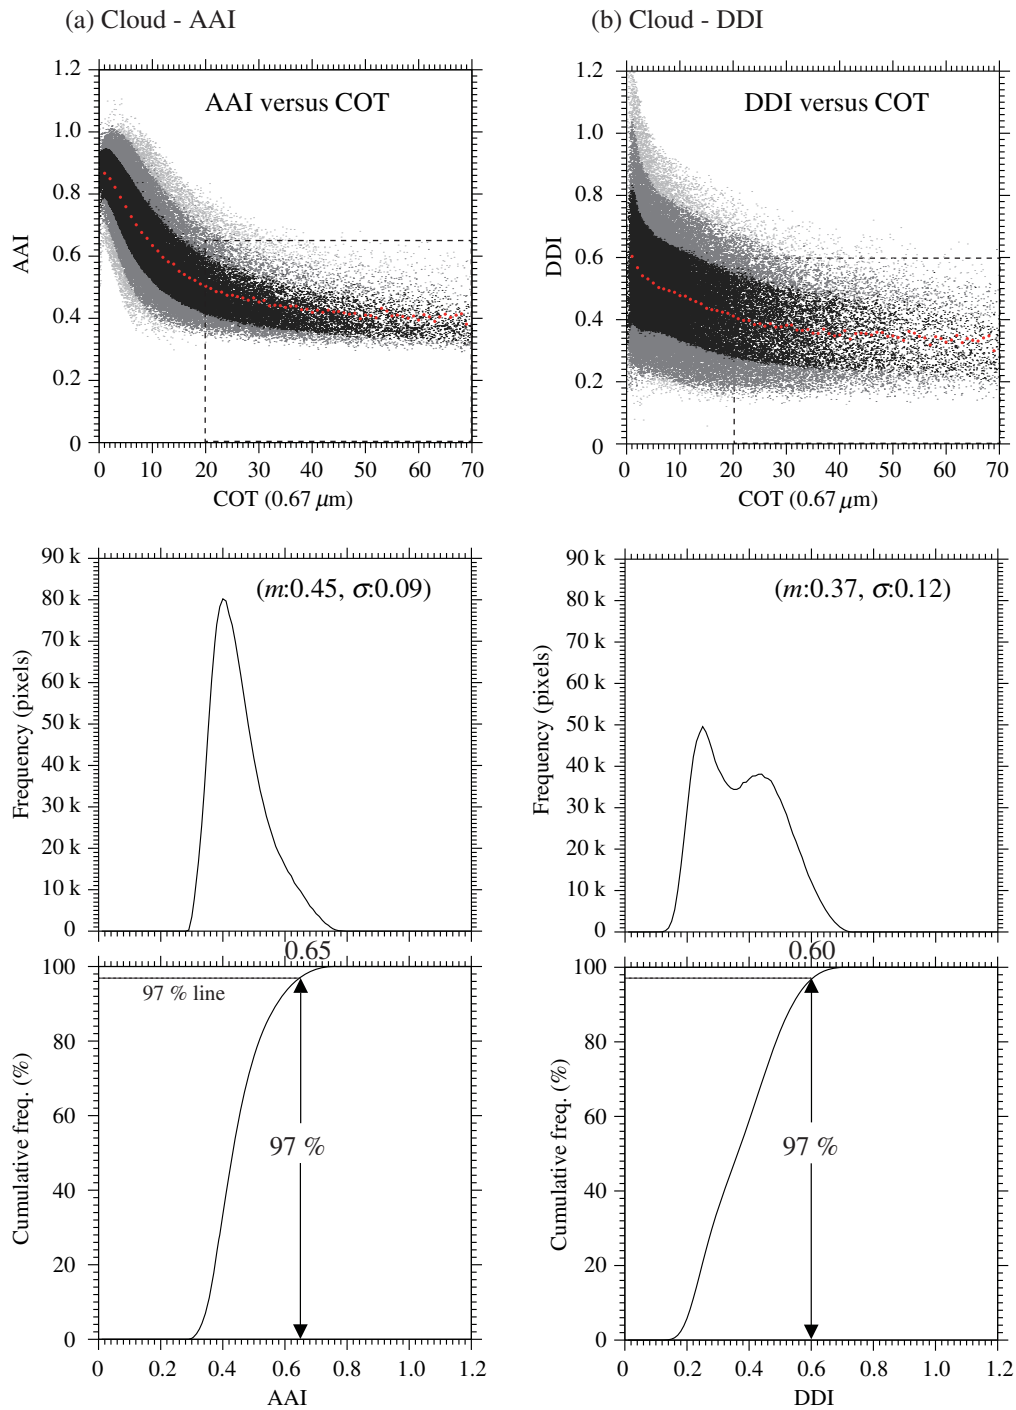 (a) Cloud - AAI
(b) Cloud - DDI
AAI versus COT
AAI
1.2
1.0
0.8
0.6
0.4
0.2
0
0 10 20 30 40 50 60 70
COT (0.67 μm)
DDI versus COT
DDI
1.2
1.0
0.8
0.6
0.4
0.2
0
0 10 20 30 40 50 60 70
COT (0.67 μm)
(m:0.45, σ:0.09)
Frequency (pixels)
90 k
80 k
70 k
60 k
50 k
40 k
30 k
20 k
10 k
0
(m:0.37, σ:0.12)
Frequency (pixels)
90 k
80 k
70 k
60 k
50 k
40 k
30 k
20 k
10 k
0
0.65
97 % line
97 %
Cumulative freq. (%)
100
80
60
40
20
0
0 0.2 0.4 0.6 0.8 1.0 1.2
AAI
0.60
97 %
Cumulative freq. (%)
100
80
60
40
20
0
0 0.2 0.4 0.6 0.8 1.0 1.2
DDI